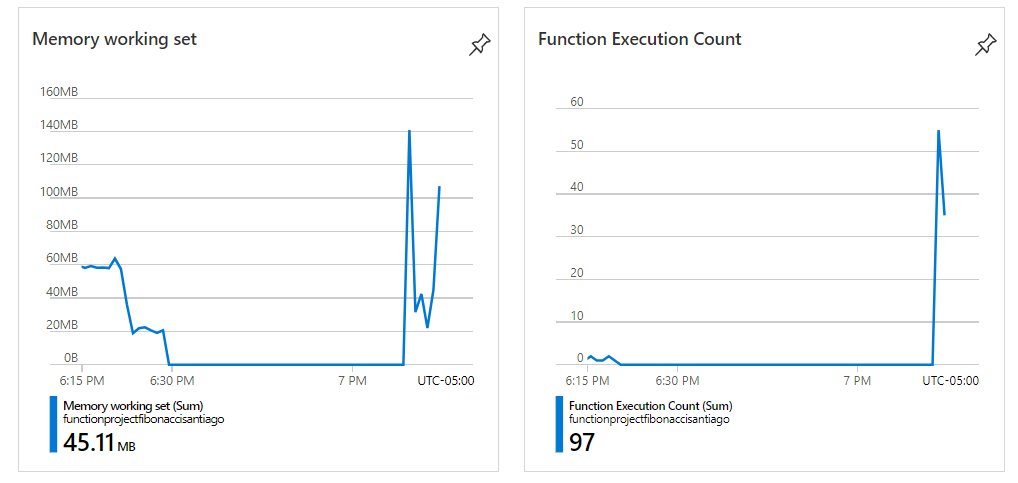 Memory working set
160MB
140MB
120MB
100MB
80MB
60MB
40MB
20MB
0B
6:15 PM 6:30 PM 7 PM UTC-05:00
Memory working set (Sum)
functionprojectfibonaccisantiago
45.11 MB
Function Execution Count
60
50
40
30
20
10
0
6:15 PM 6:30 PM 7 PM UTC-05:00
Function Execution Count (Sum)
functionprojectfibonaccisantiago
97